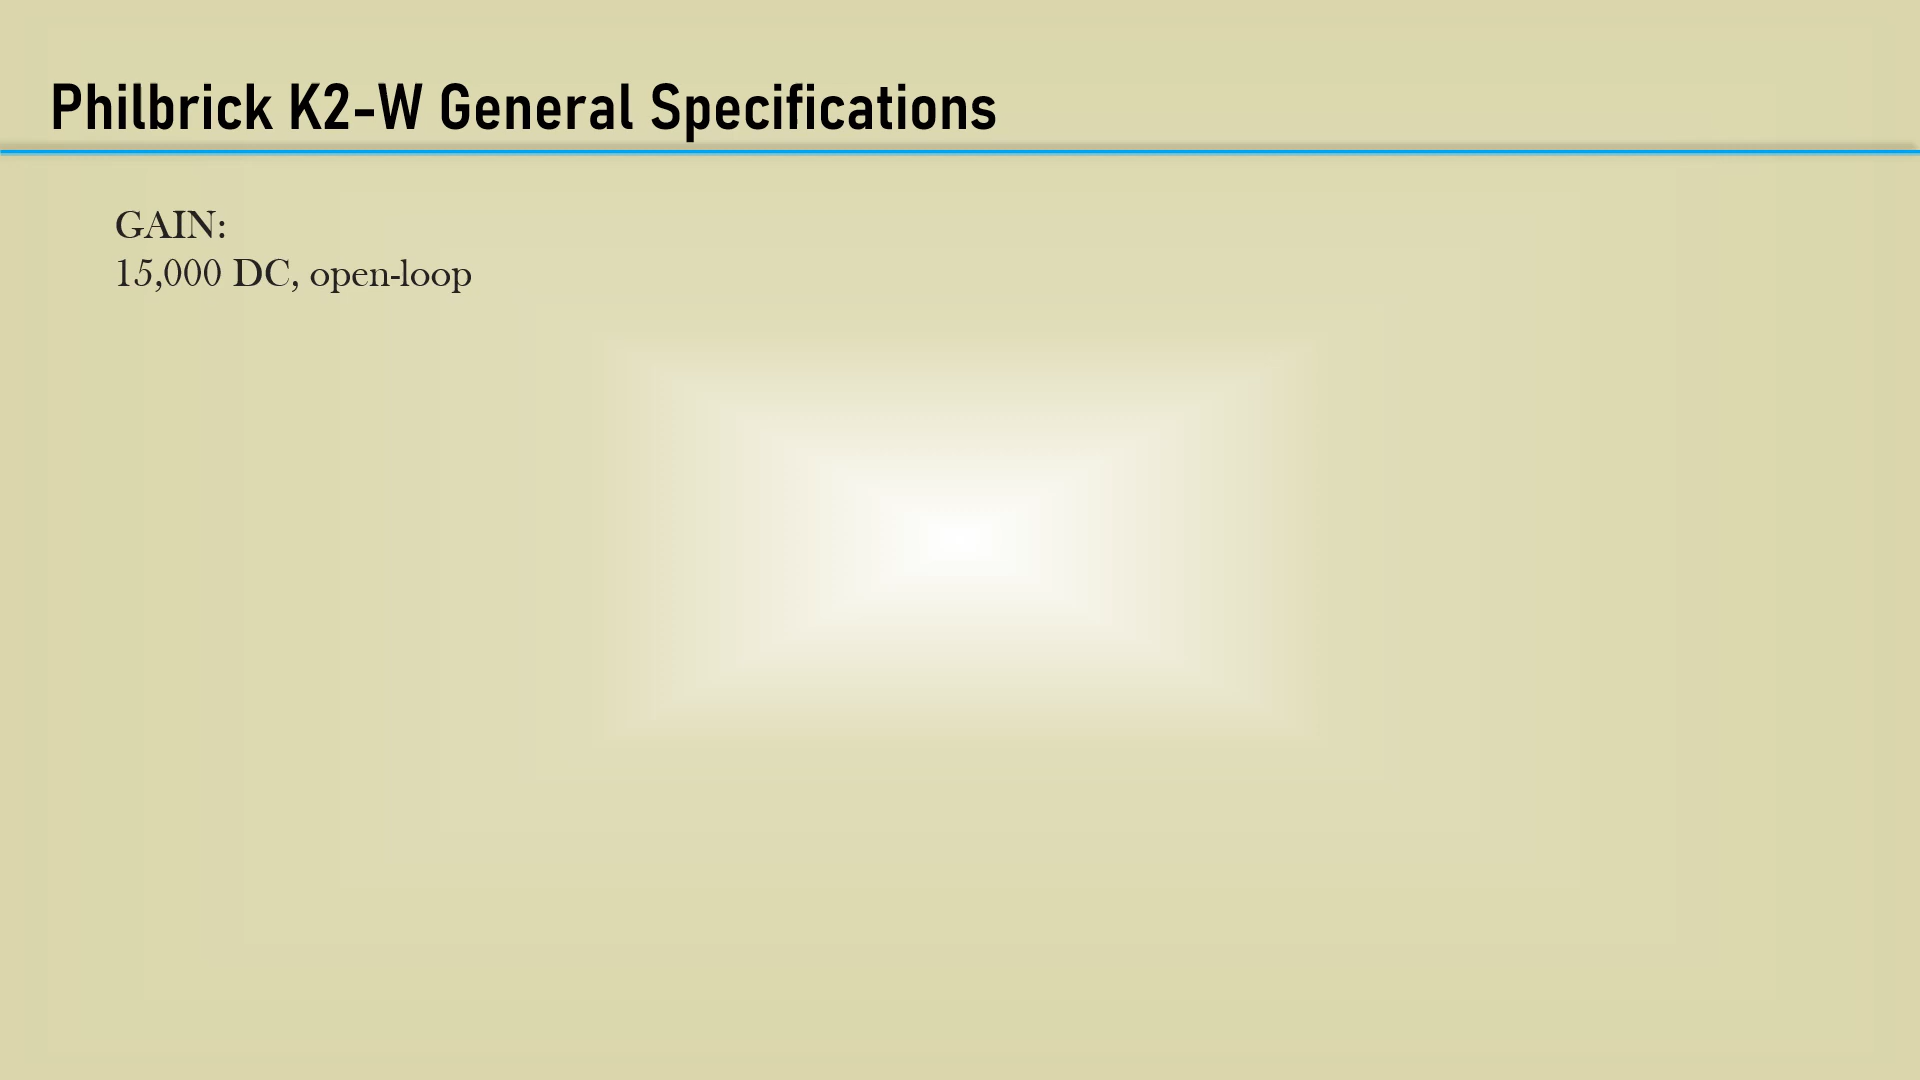 Philbrick K2-W General Specifications
GAIN:
15,000 DC, open-loop